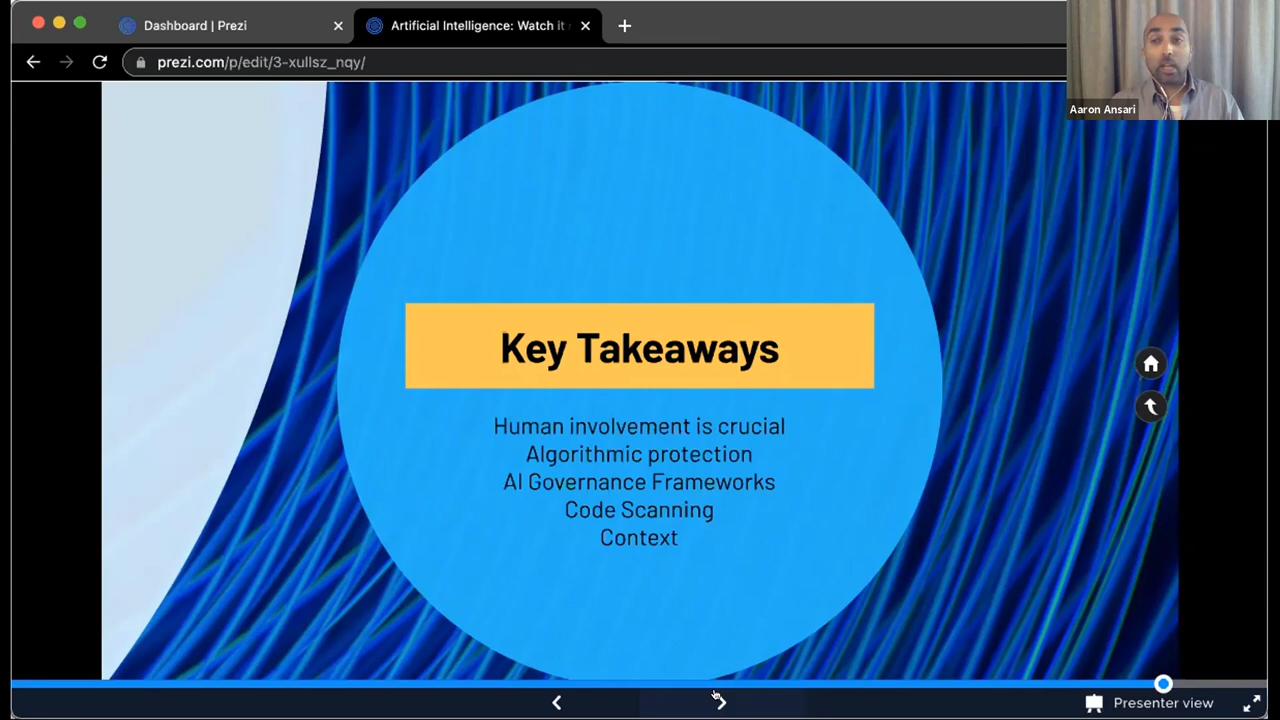 Dashboard | Prezi
Artificial Intelligence: Watch it
prezi.com/p/edit/3-xullsz_nqy/
Aaron Ansari
Key Takeaways
Human involvement is crucial
Algorithmic protection
AI Governance Frameworks
Code Scanning
Context
Presenter view